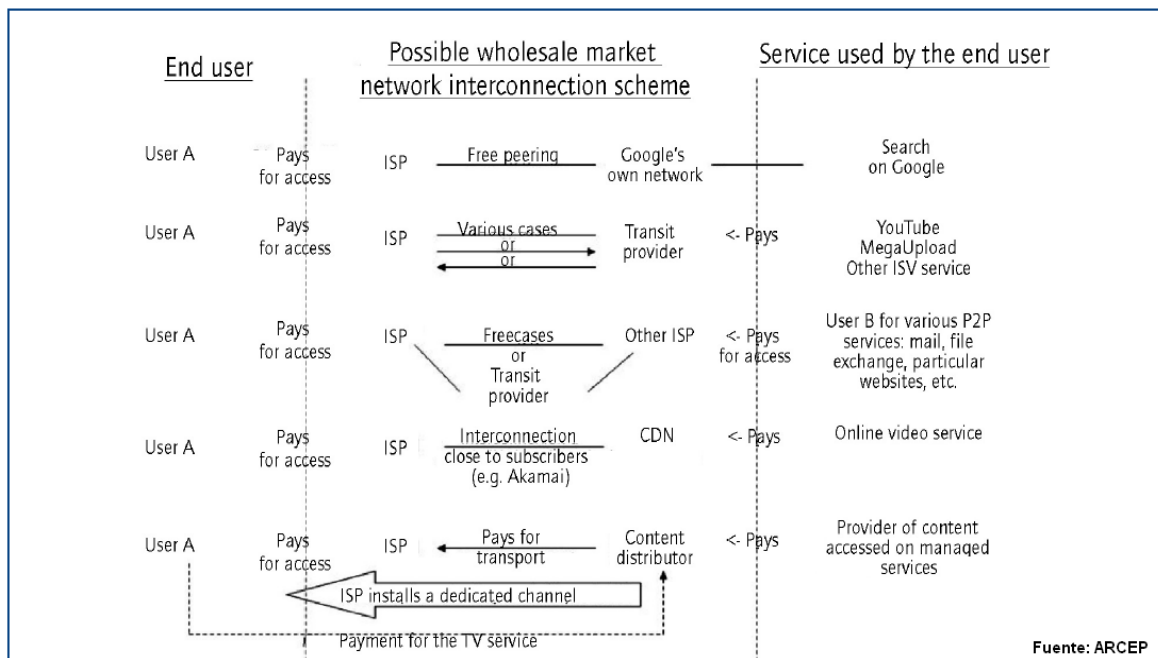 End user
Possible wholesale market
network interconnection scheme
Service used by the end user
User A
Pays
for access
ISP
Free peering
Google's
own network
Search
on Google
User A
Pays
for access
ISP
Various cases
or
or
Transit
provider
<- Pays
YouTube
MegaUpload
Other ISV service
User A
Pays
for access
ISP
Freecases
or
Transit
provider
Other ISP
<- Pays
for access
User B for various P2P
services: mail, file
exchange, particular
websites, etc.
User A
Pays
for access
ISP
Interconnection
close to subscribers
(e.g. Akamai)
CDN
<- Pays
Online video service
User A
Pays
for access
ISP
Pays for
transport
Content
distributor
<- Pays
Provider of content
accessed on managed
services
ISP installs a dedicated channel
Payment for the TV service
Fuente: ARCEP